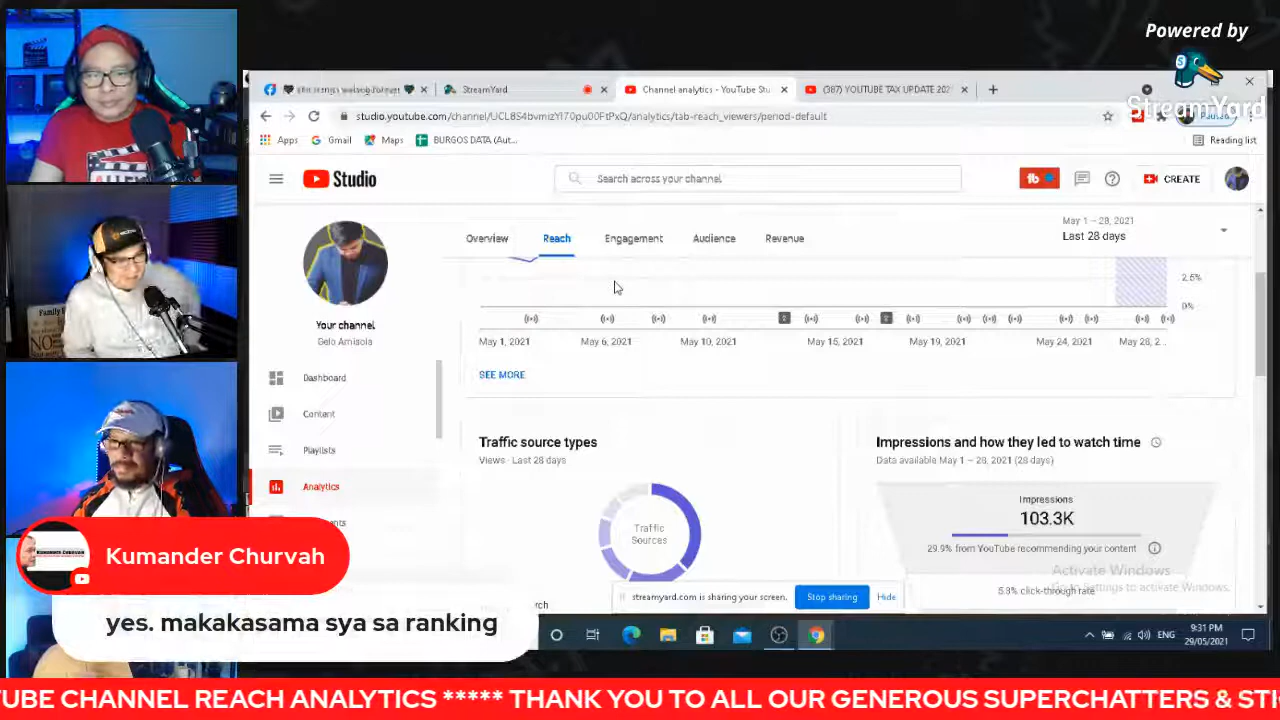 Powered by
StreamYard
StreamYard
Channel analytics - YouTube Stu
(387) YOUTUBE TAX UPDATE 202
studio.youtube.com/channel/
/analytics/tab-reach_viewers/period-default
Paused
Apps
Gmail
Maps
BURGOS DATA (Aut...
Reading list
Studio
Search across your channel
CREATE
Overview
Reach
Engagement
Audience
Revenue
May 1 – 28, 2021
Last 28 days
2.5%
0%
May 1, 2021
May 6, 2021
May 10, 2021
May 15, 2021
May 19, 2021
May 24, 2021
May 28, 2...
SEE MORE
Your channel
Gelo Amisola
Dashboard
Content
Playlists
Analytics
Traffic source types
Views · Last 28 days
Traffic
Sources
Impressions and how they led to watch time
Data available May 1 – 28, 2021 (28 days)
Impressions
103.3K
29.9% from YouTube recommending your content
Activate Windows
Go to Settings to activate Windows.
click-through rate
streamyard.com is sharing your screen.
Stop sharing
Hide
ENG
9:31 PM
29/05/2021
Kumander Churvah
yes. makakasama sya sa ranking
TUBE CHANNEL REACH ANALYTICS ***** THANK YOU TO ALL OUR GENEROUS SUPERCHATTERS &